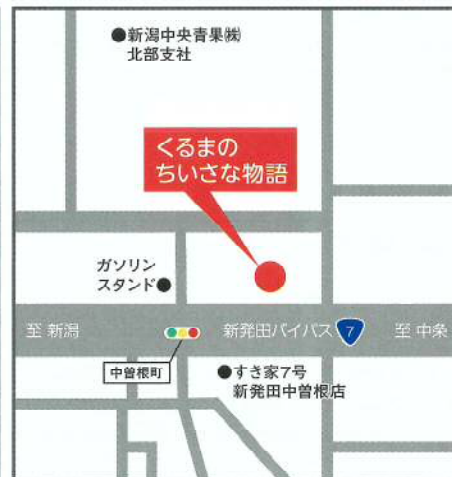 ●新潟中央青果㈱
北部支社
くるまの
ちいさな物語
ガソリン
スタンド●
至 新潟
新発田バイパス
7
至 中条
中曽根町
●すき家7号
新発田中曽根店